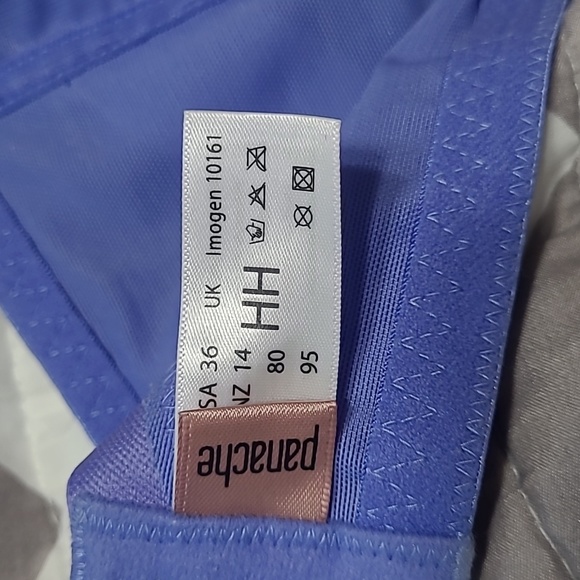 SA 36 UK Imogen 10161
NZ 14 HH
80
95
panache